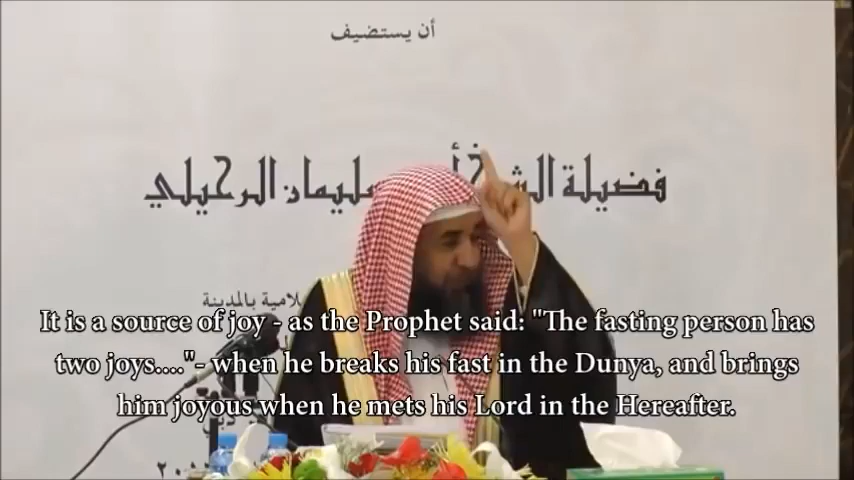 أن يستضيف
فضيلة سليمان الرحيلي
بالمدينة
It is a source of joy - as the Prophet said: "The fasting person has
two joys...."- when he breaks his fast in the Dunya, and brings
him joyous when he mets his Lord in the Hereafter.